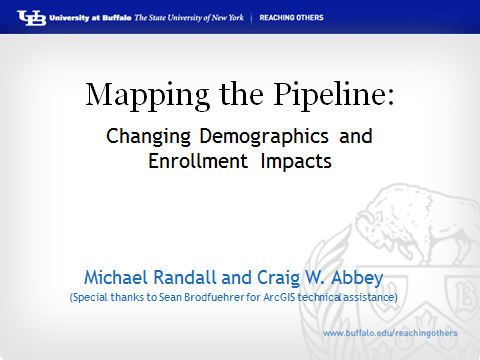 UB University at Buffalo The State University of New York | REACHING OTHERS
Mapping the Pipeline:
Changing Demographics and
Enrollment Impacts
Michael Randall and Craig W. Abbey
(Special thanks to Sean Brodfuehrer for ArcGIS technical assistance)
www.buffalo.edu/reachingothers